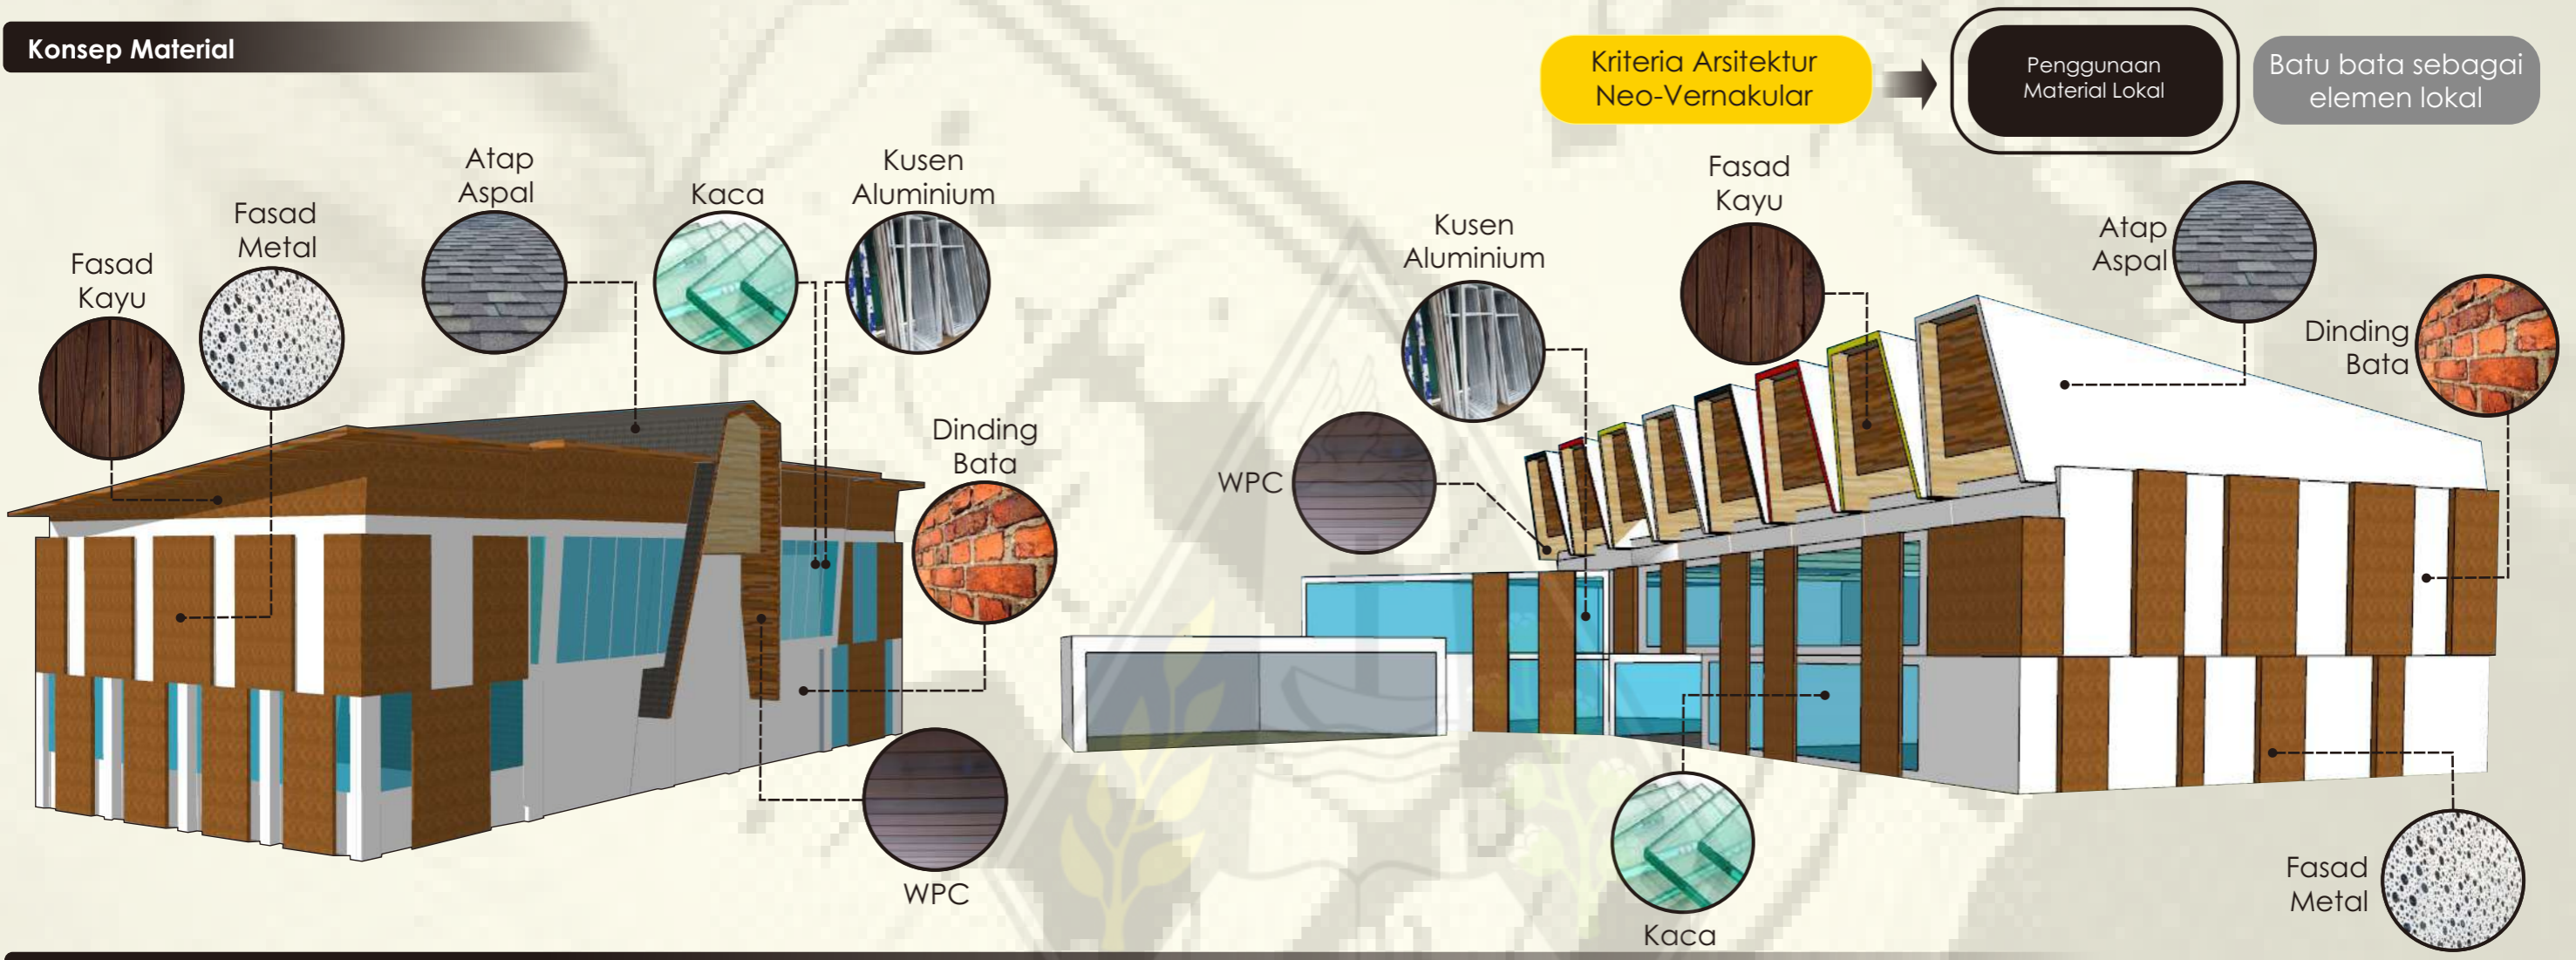 Konsep Material
Kriteria Arsitektur
Neo-Vernakular
Penggunaan
Material Lokal
Batu bata sebagai
elemen lokal
Fasad
Kayu
Fasad
Metal
Atap
Aspal
Kaca
Kusen
Aluminium
Dinding
Bata
WPC
Kusen
Aluminium
WPC
Fasad
Kayu
Atap
Aspal
Dinding
Bata
Kaca
Fasad
Metal